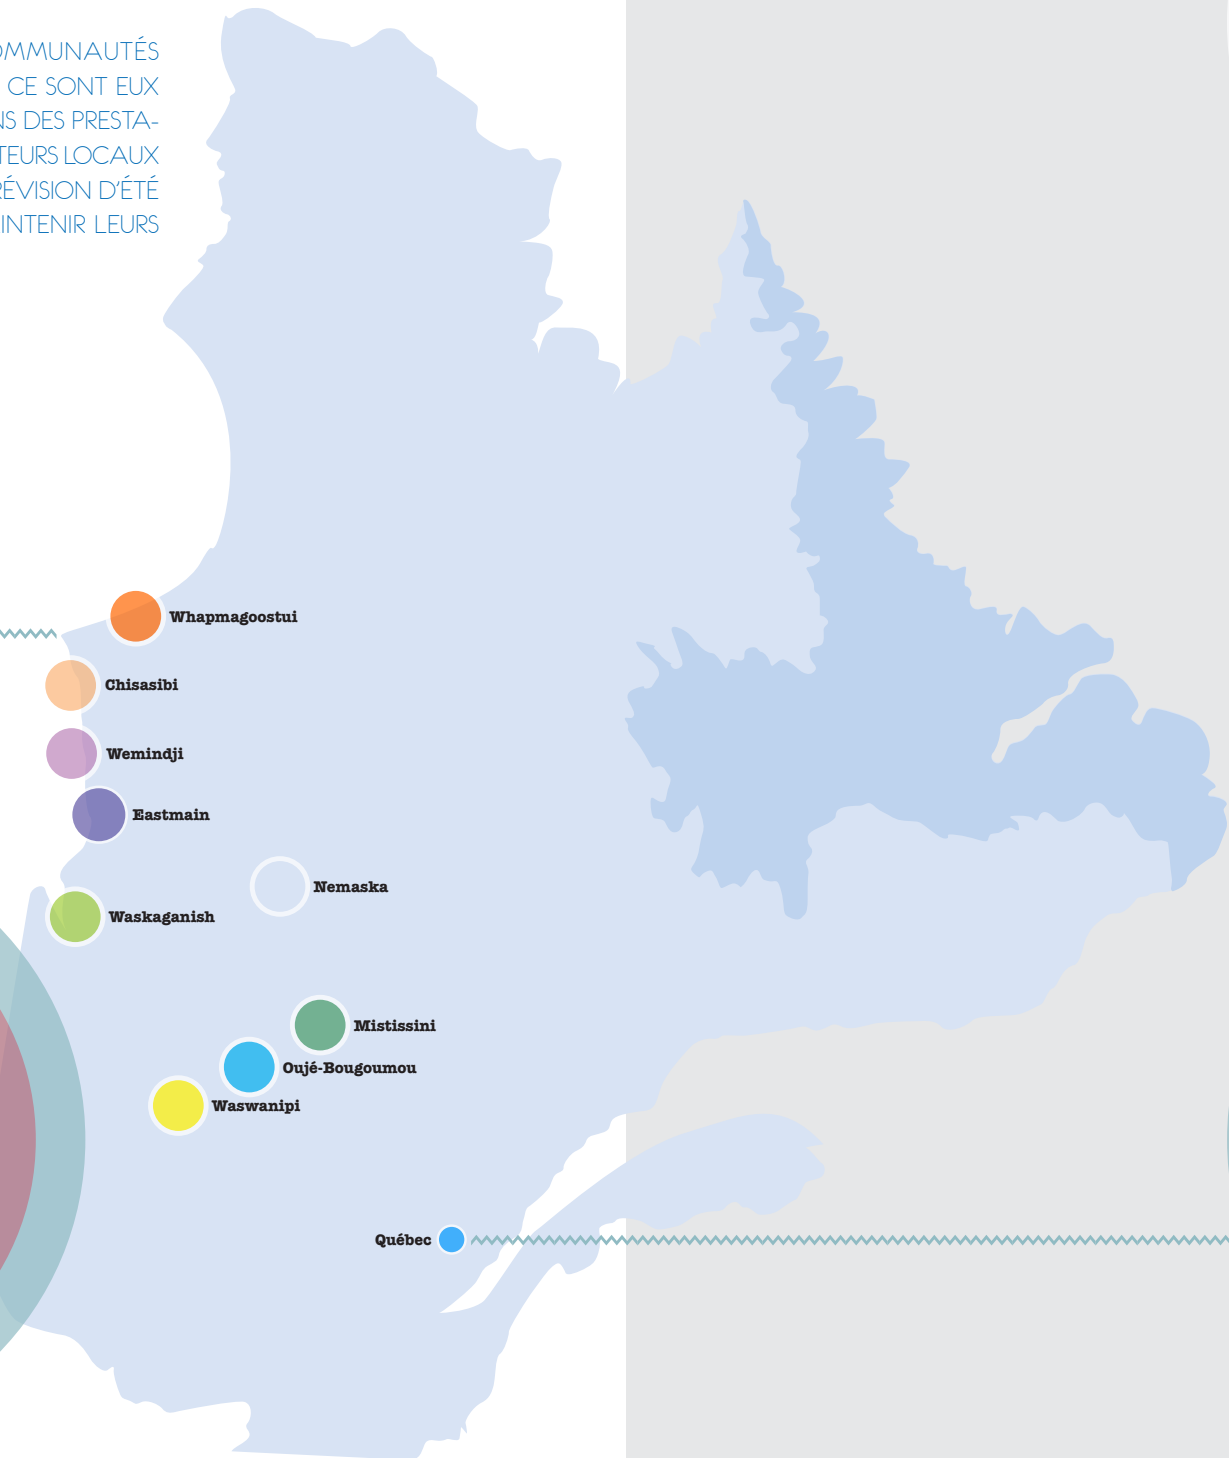 OMMUNAUTÉS
CE SONT EUX
NS DES PRESTA-
TEURS LOCAUX
RÉVISION D'ÉTÉ
INTENIR LEURS
Whapmagoostui
Chisasibi
Wemindji
Eastmain
Nemaska
Waskaganish
Mistissini
Oujé-Bougoumou
Waswanipi
Québec